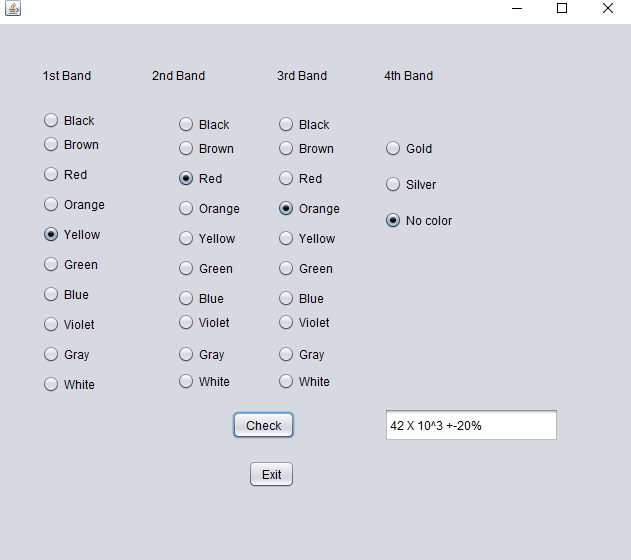 1st Band 2nd Band 3rd Band 4th Band
Black Black Black
Brown Brown Brown Gold
Red Red Red Silver
Orange Orange Orange No color
Yellow Yellow Yellow
Green Green Green
Blue Blue Blue
Violet Violet Violet
Gray Gray Gray
White White White
Check 42 X 10^3 +-20%
Exit